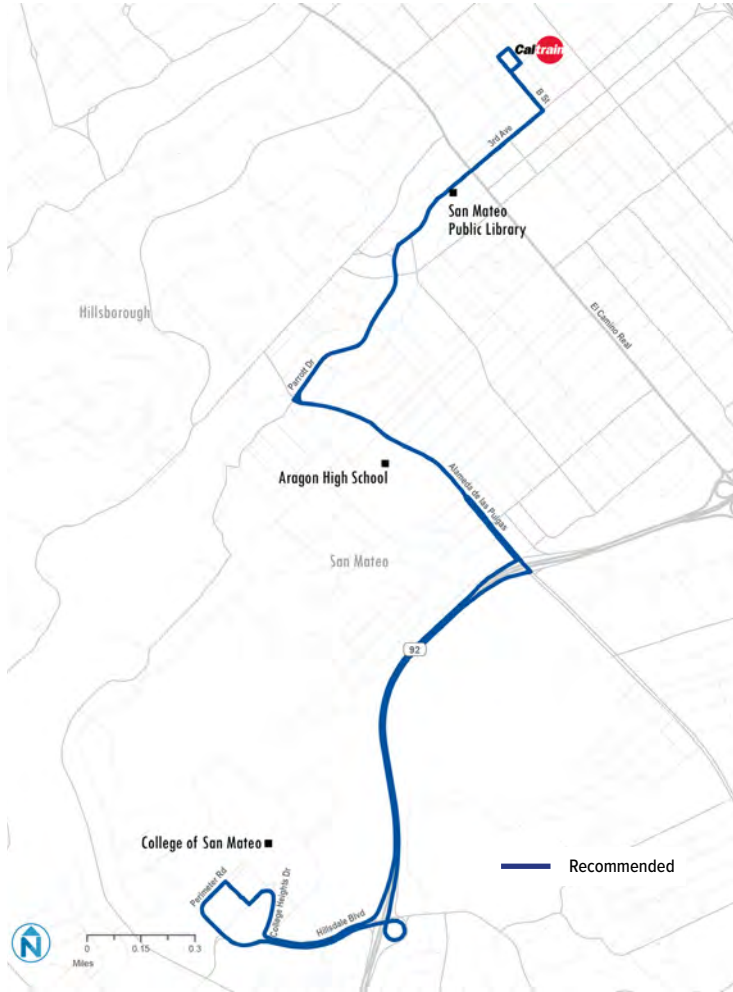 Caltrain
B St
3rd Ave
San Mateo
Public Library
Hillsborough
El Camino Real
Parrott Dr
Aragon High School
Alameda de las Pulgas
San Mateo
92
College of San Mateo
Perimeter Rd
College Heights Dr
Hillsdale Blvd
Recommended
N
0 0.15 0.3
Miles